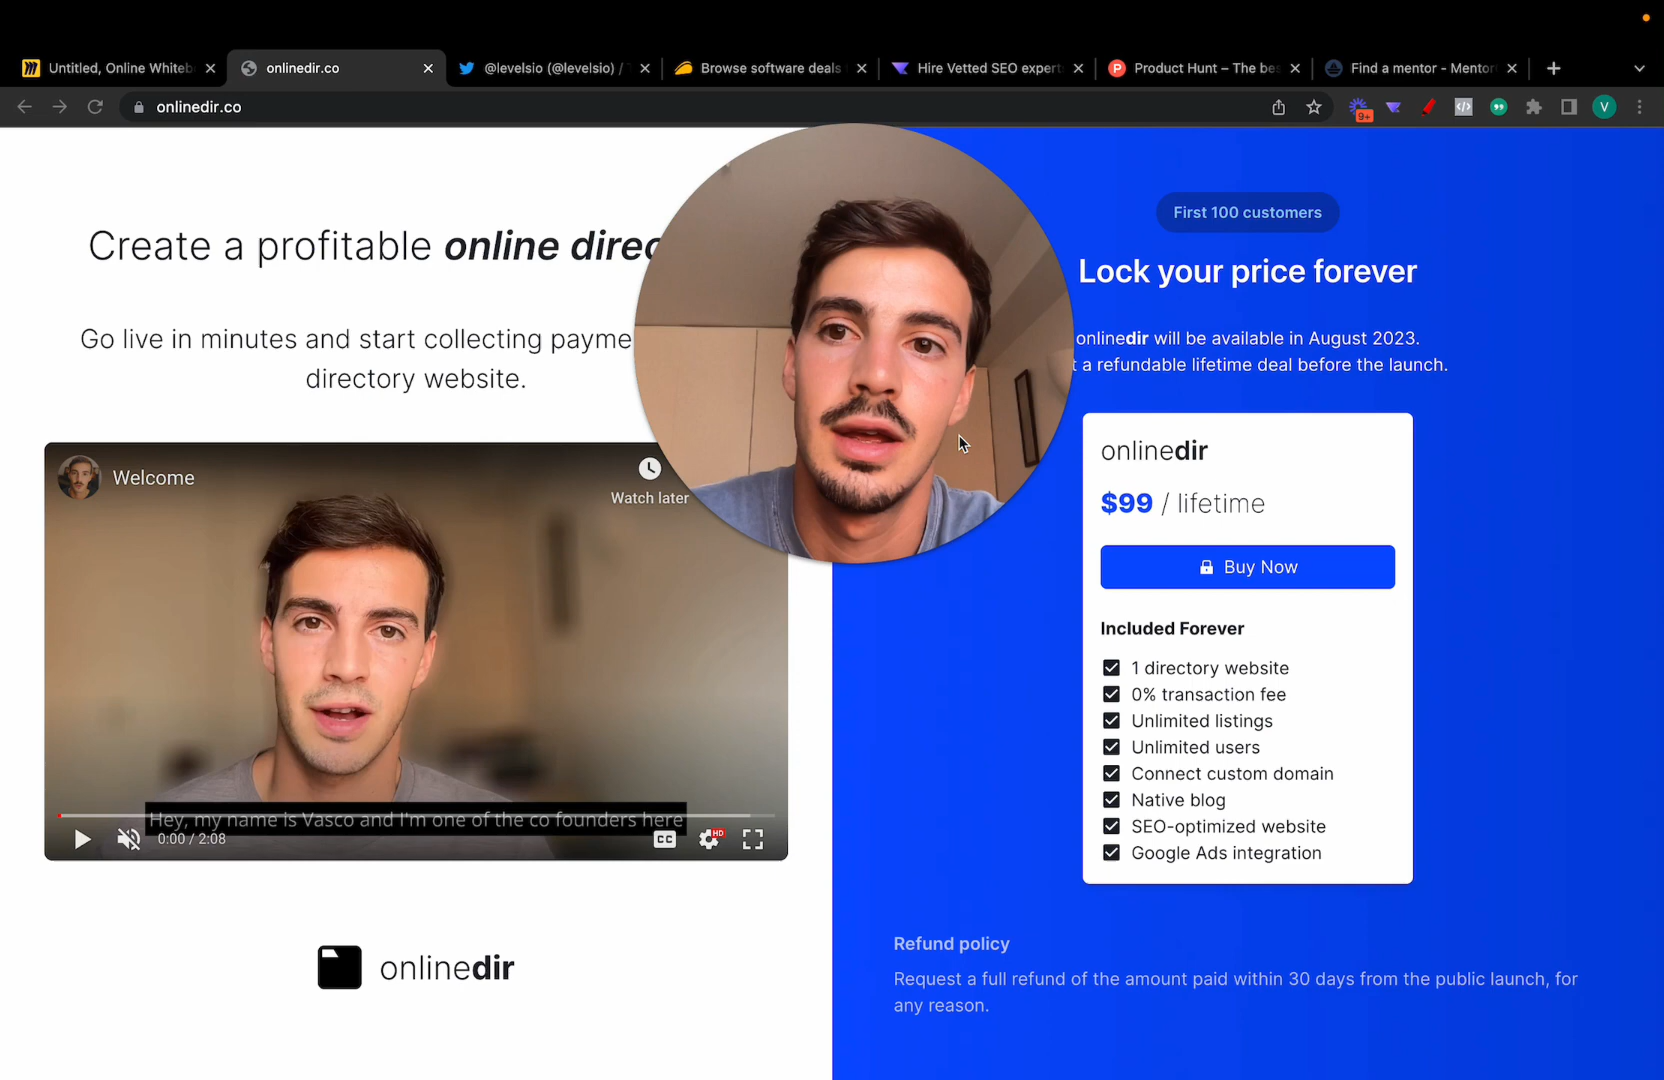 Untitled, Online Whiteb
onlinedir.co
@levelsio (@levelsio) / T
Browse software deals
Hire Vetted SEO expert
Product Hunt – The bes
Find a mentor - Mentor
onlinedir.co
9+
V
Create a profitable online direc
Go live in minutes and start collecting payme
directory website.
Welcome
Watch later
Hey, my name is Vasco and I'm one of the co founders here
0:00 / 2:08
CC
HD
onlinedir
First 100 customers
Lock your price forever
onlinedir will be available in August 2023.
t a refundable lifetime deal before the launch.
onlinedir
$99 / lifetime
Buy Now
Included Forever
1 directory website
0% transaction fee
Unlimited listings
Unlimited users
Connect custom domain
Native blog
SEO-optimized website
Google Ads integration
Refund policy
Request a full refund of the amount paid within 30 days from the public launch, for
any reason.